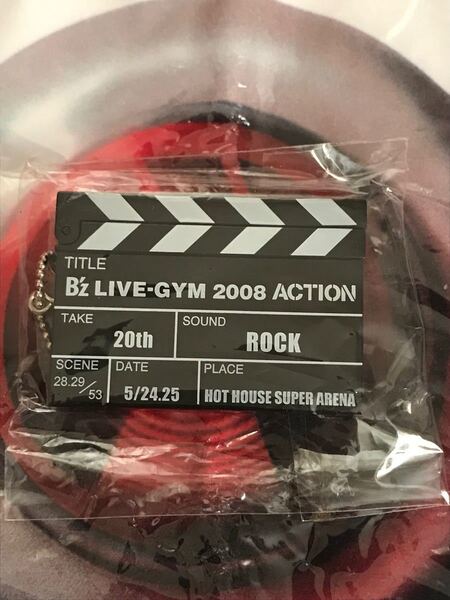 TITLE
B'z LIVE-GYM 2008 ACTION
TAKE
20th
SOUND
ROCK
SCENE
28.29/53
DATE
5/24.25
PLACE
HOT HOUSE SUPER ARENA